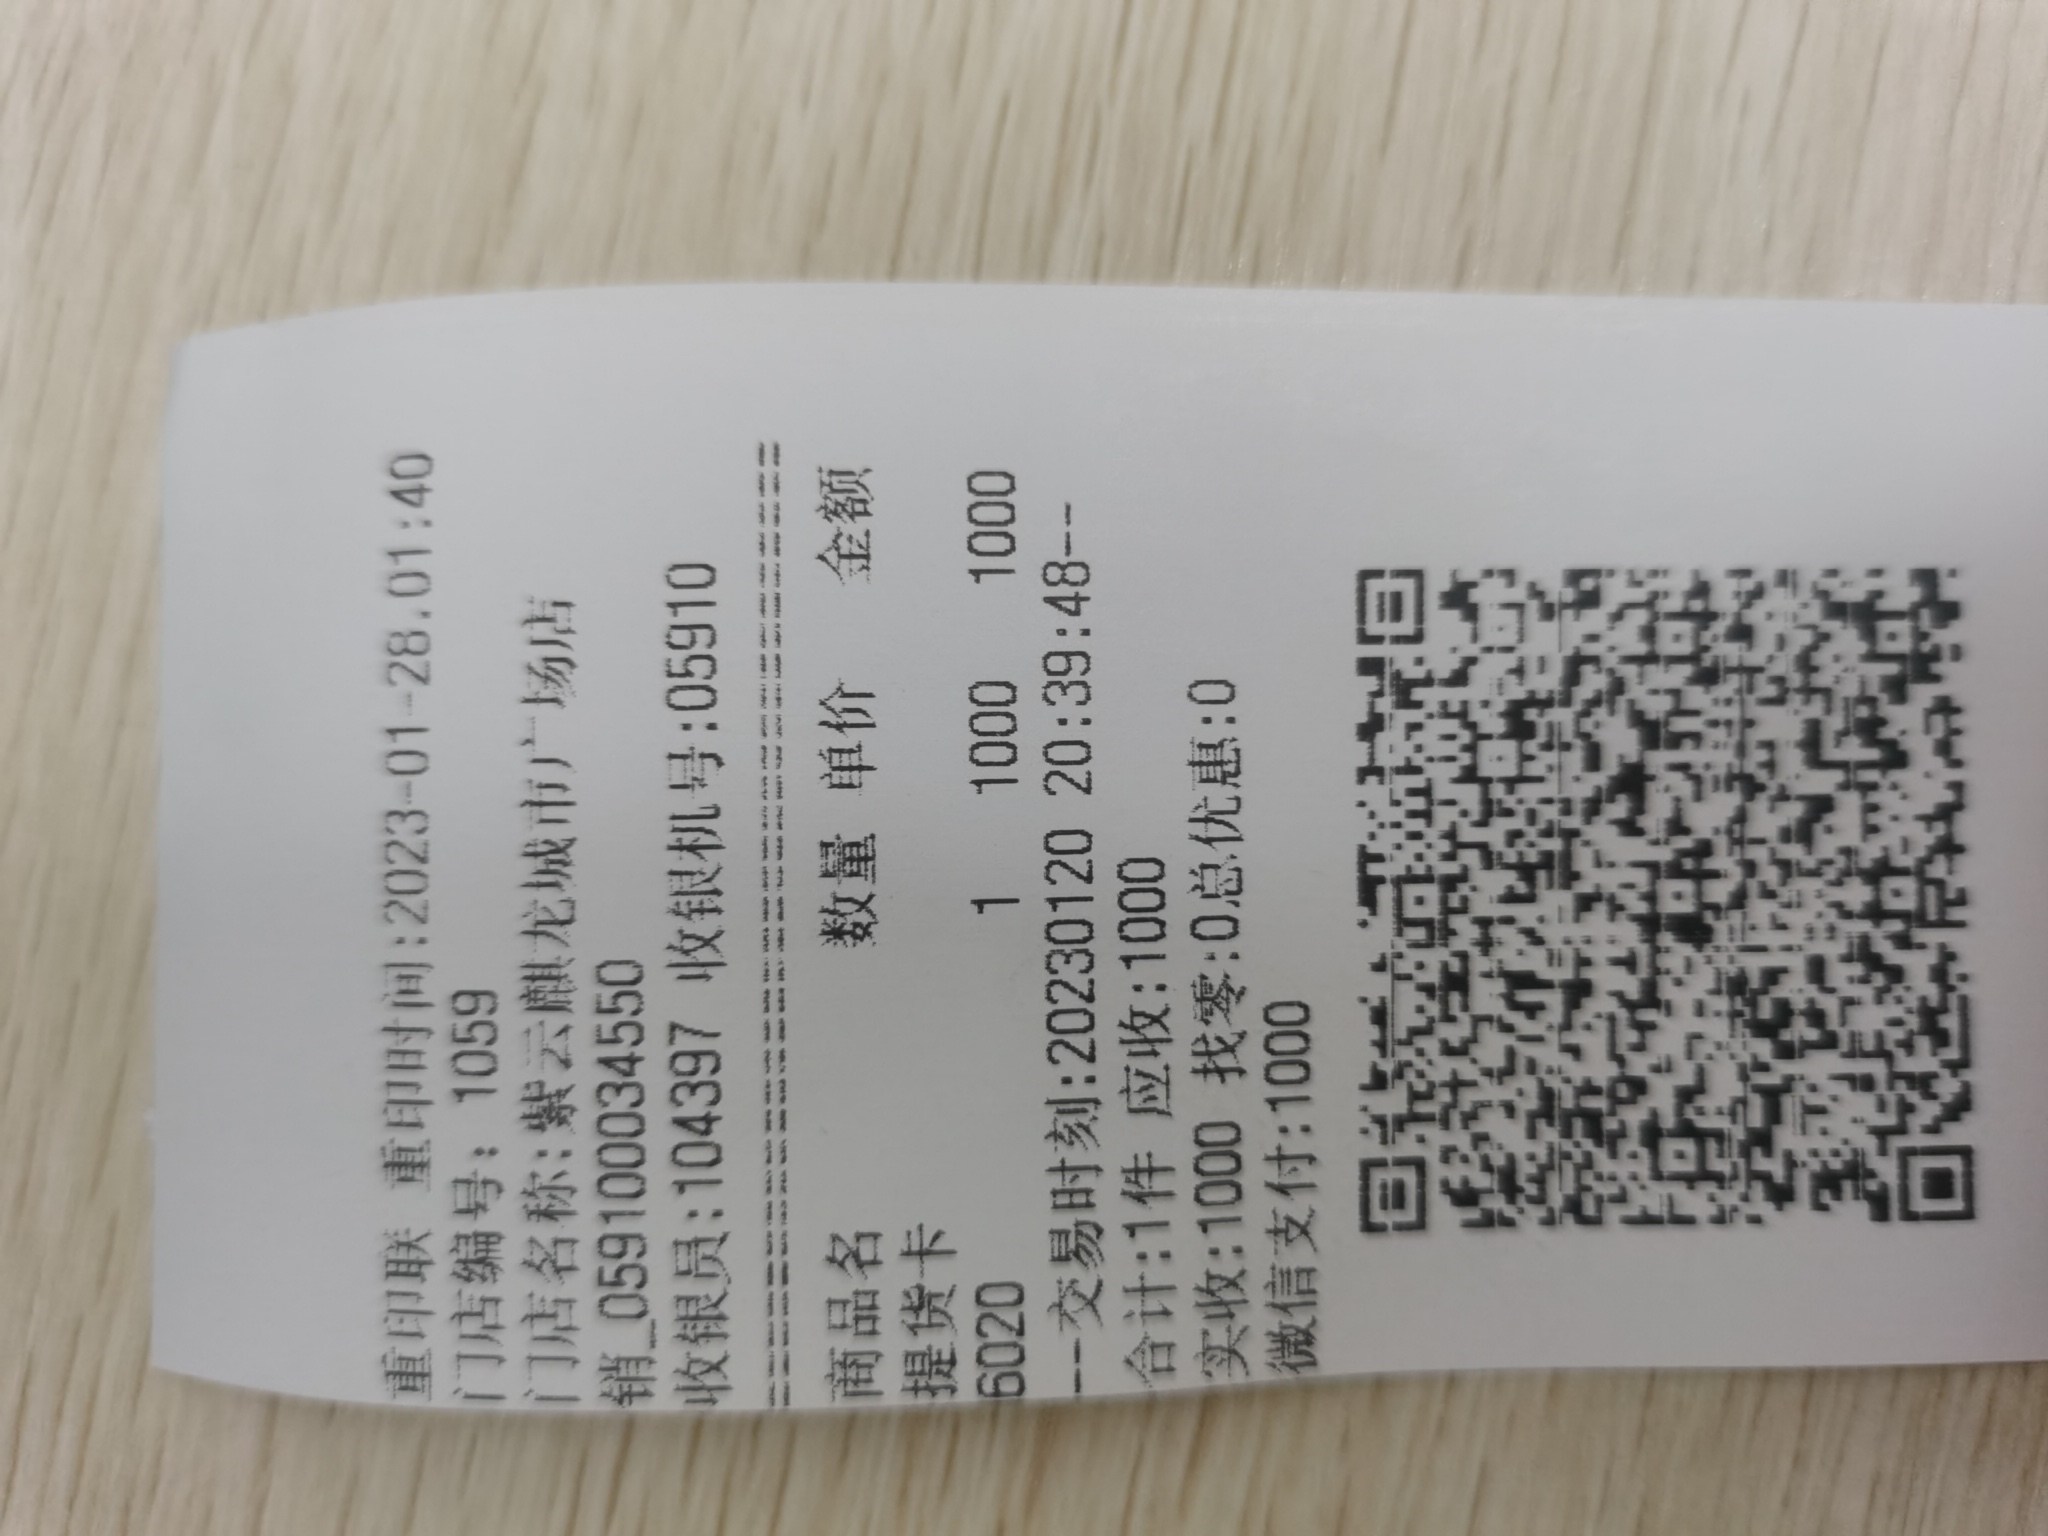 重印联 重印时间:2023-01-28.01:40
门店编号: 1059
门店名称:紫云麒龙城市广场店
销_0591000034550
收银员:104397 收银机号:05910
================================
商品名 数量 单价 金额
提货卡
6020 1 1000 1000
---交易时刻:20230120 20:39:48--
合计:1件 应收:1000
实收:1000 找零:0总优惠:0
微信支付:1000